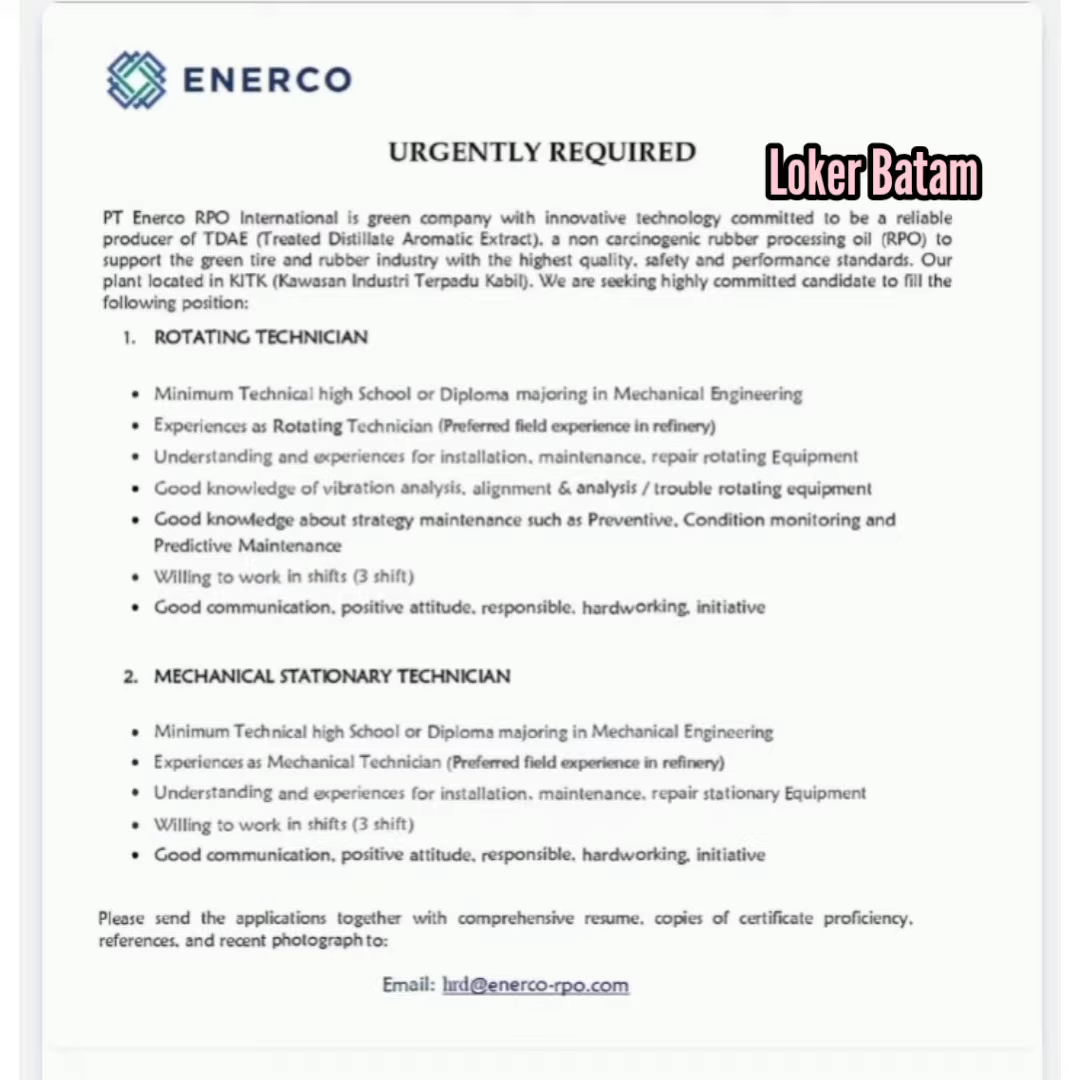 ENERCO
URGENTLY REQUIRED
Loker Batam
PT Enerco RPO International is green company with innovative technology committed to be a reliable
producer of TDAE (Treated Distillate Aromatic Extract), a non carcinogenic rubber processing oil (RPO) to
support the green tire and rubber industry with the highest quality, safety and performance standards. Our
plant located in KITK (Kawasan Industri Terpadu Kabil). We are seeking highly committed candidate to fill the
following position:
1. ROTATING TECHNICIAN
• Minimum Technical high School or Diploma majoring in Mechanical Engineering
• Experiences as Rotating Technician (Preferred field experience in refinery)
• Understanding and experiences for installation, maintenance, repair rotating Equipment
• Good knowledge of vibration analysis, alignment & analysis / trouble rotating equipment
• Good knowledge about strategy maintenance such as Preventive, Condition monitoring and
Predictive Maintenance
• Willing to work in shifts (3 shift)
• Good communication, positive attitude, responsible, hardworking, initiative
2. MECHANICAL STATIONARY TECHNICIAN
• Minimum Technical high School or Diploma majoring in Mechanical Engineering
• Experiences as Mechanical Technician (Preferred field experience in refinery)
• Understanding and experiences for installation, maintenance, repair stationary Equipment
• Willing to work in shifts (3 shift)
• Good communication, positive attitude, responsible, hardworking, initiative
Please send the applications together with comprehensive resume, copies of certificate proficiency,
references, and recent photograph to:
Email: hrd@enerco-rpo.com